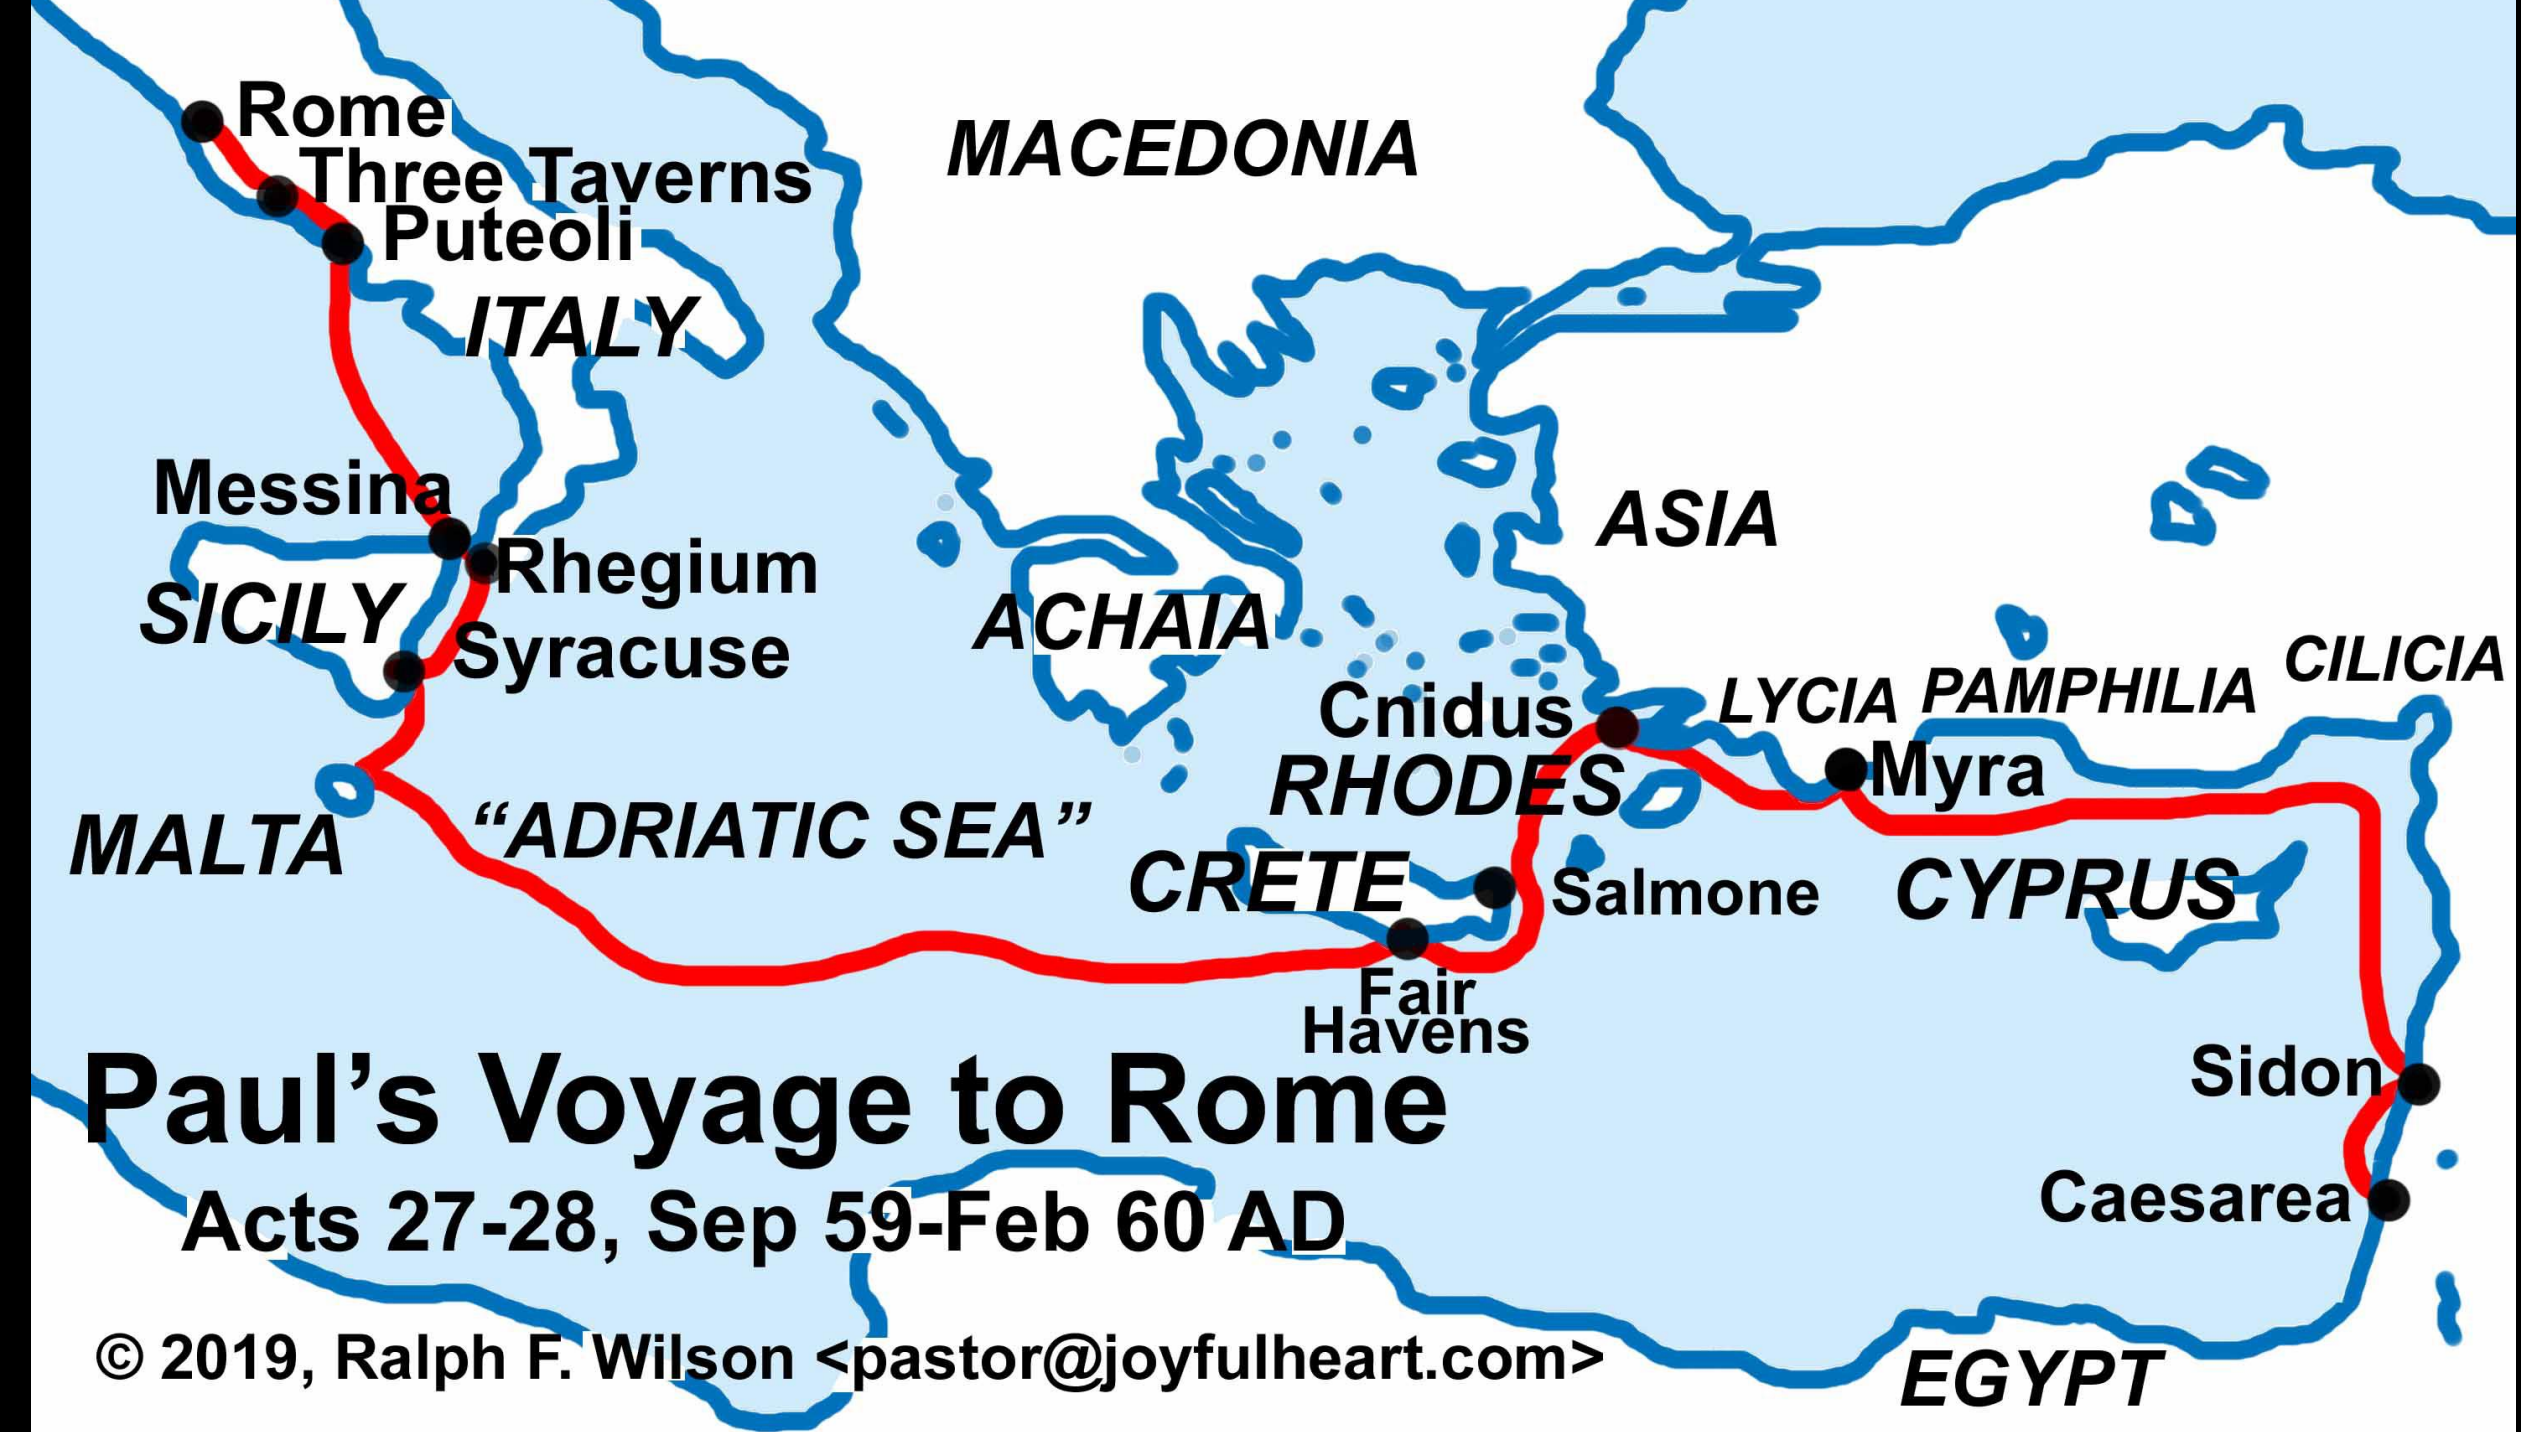 Rome
Three Taverns
Puteoli
ITALY
MACEDONIA
Messina
Rhegium
SICILY
Syracuse
ACHAIA
ASIA
CILICIA
LYCIA
PAMPHILIA
Cnidus
Myra
RHODES
MALTA
“ADRIATIC SEA”
CRETE
Salmone
CYPRUS
Fair
Havens
Sidon
Caesarea
Paul’s Voyage to Rome
Acts 27-28, Sep 59-Feb 60 AD
© 2019, Ralph F. Wilson <pastor@joyfulheart.com>
EGYPT